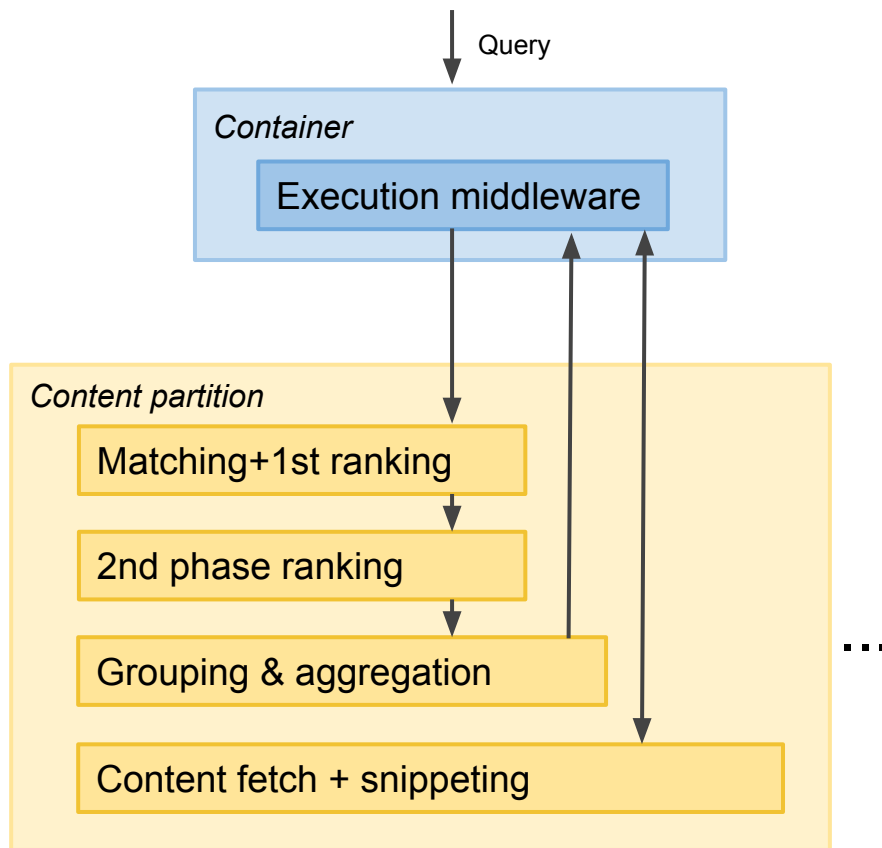 Query
Container
Execution middleware
Content partition
Matching+1st ranking
2nd phase ranking
Grouping & aggregation
Content fetch + snippeting